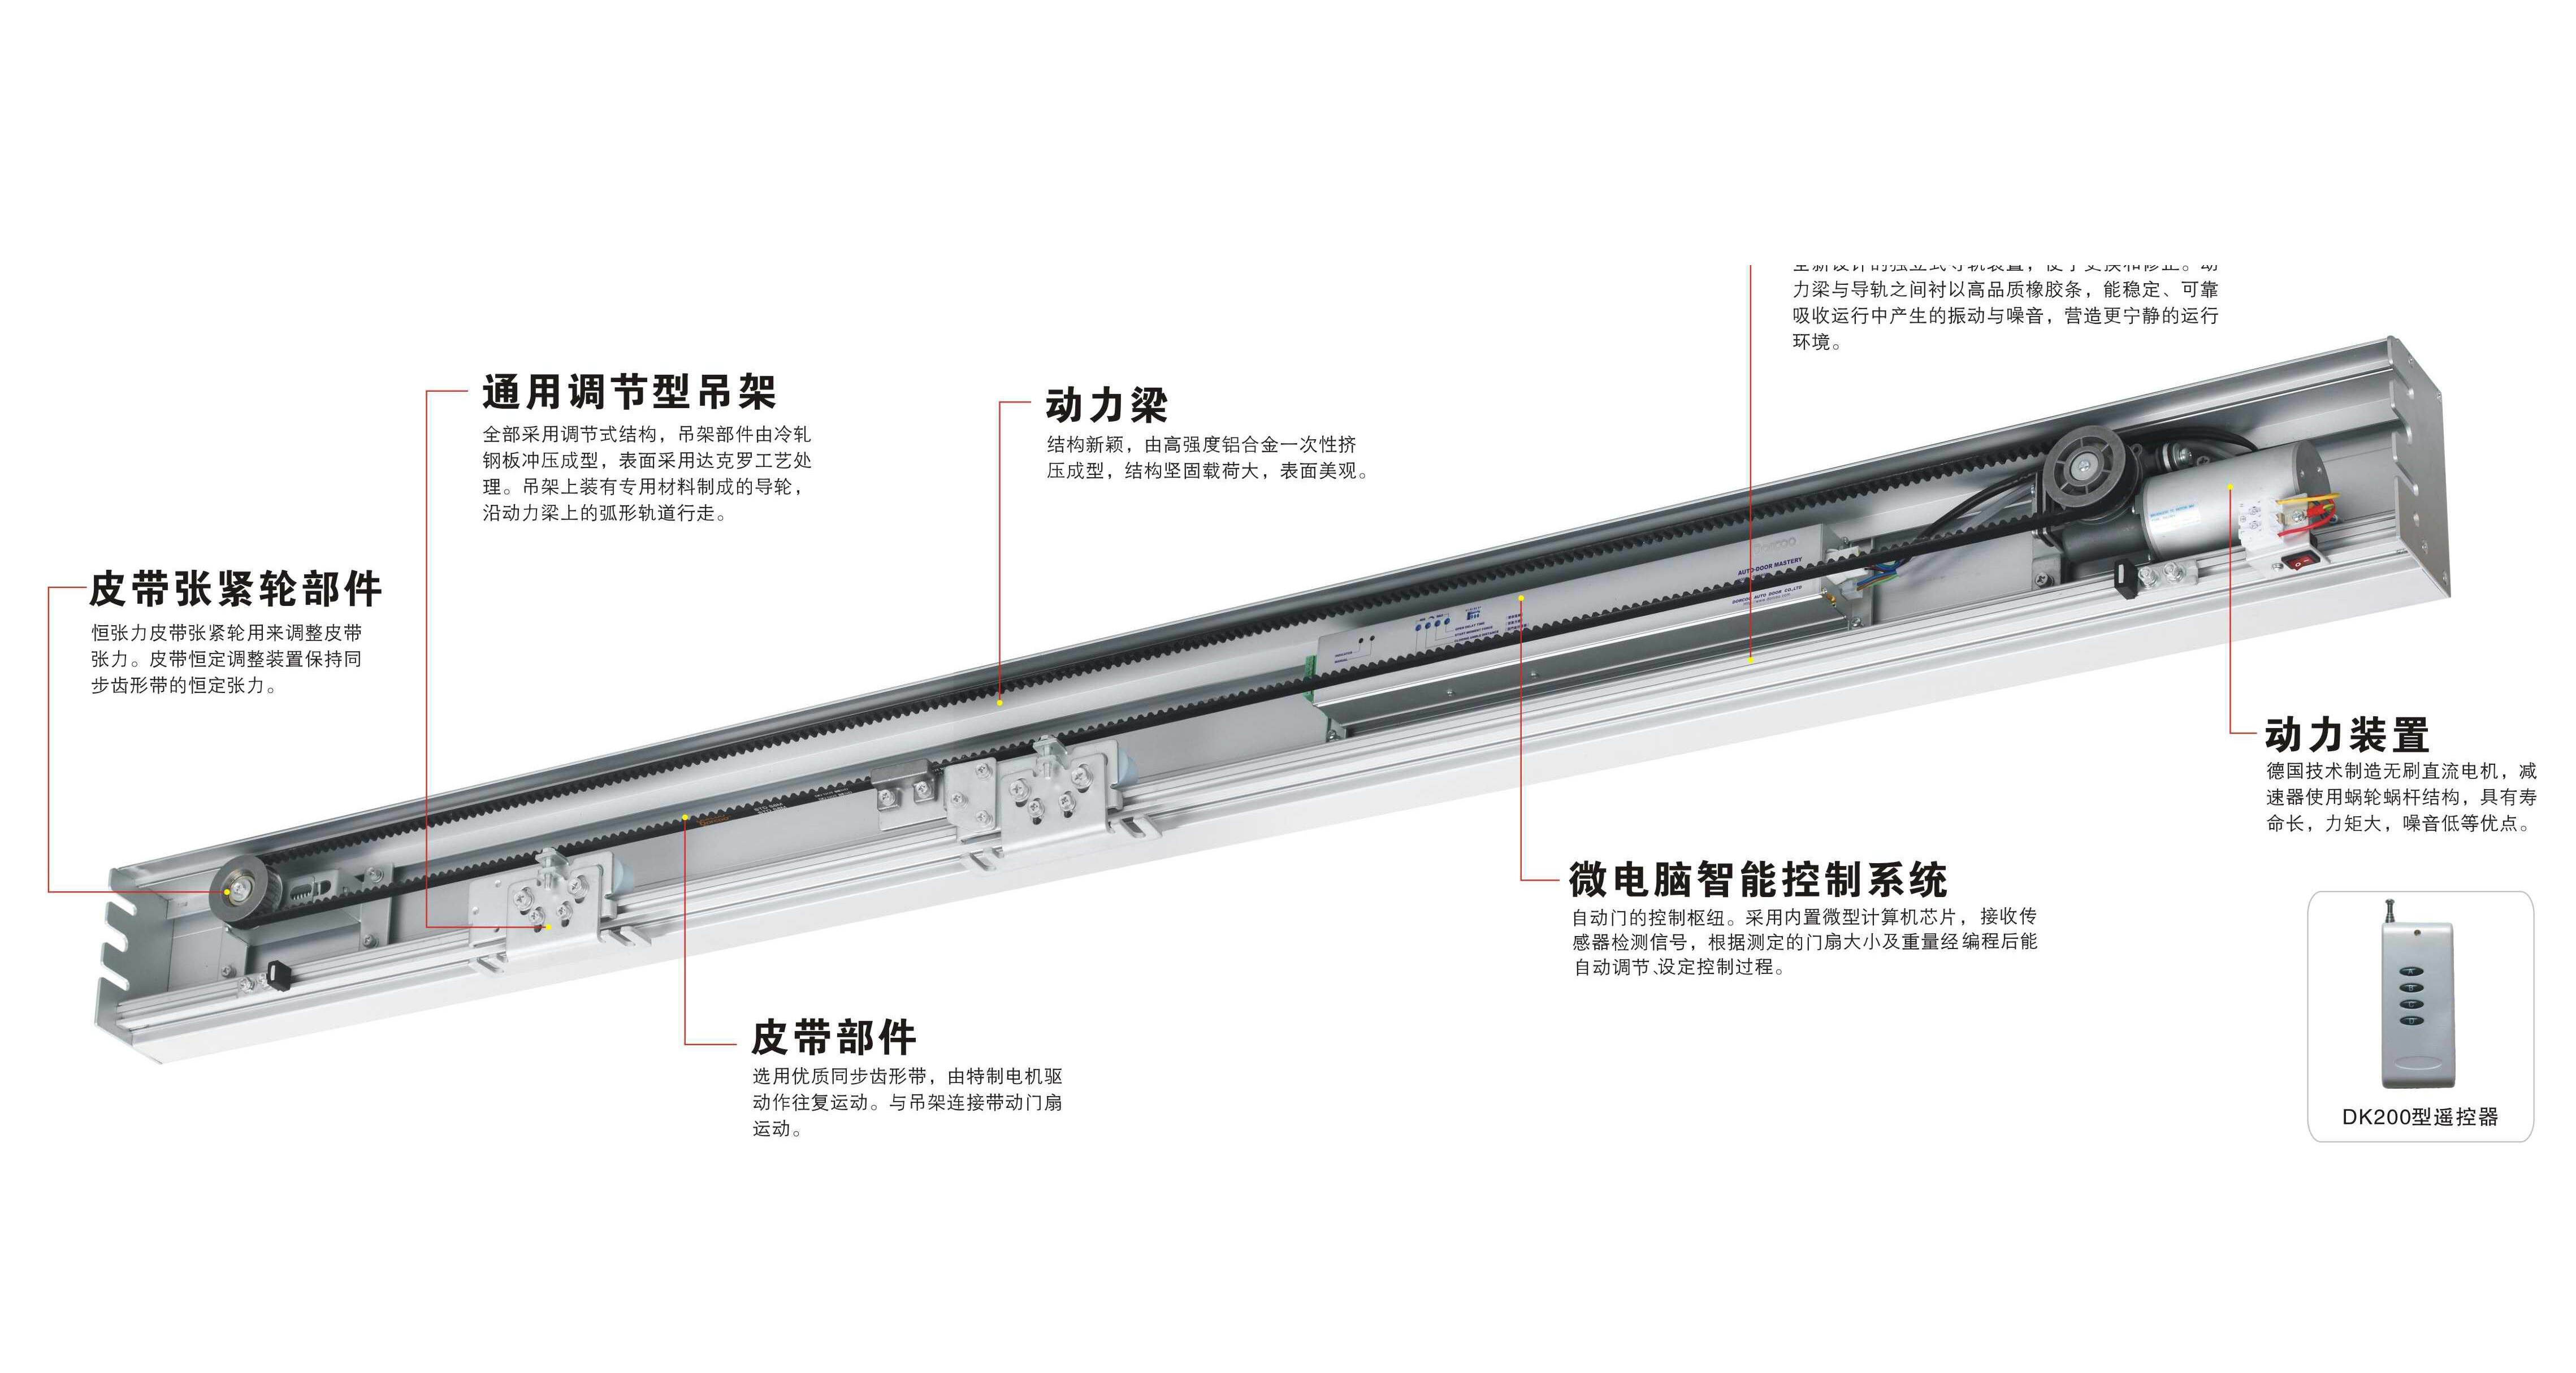 力梁与导轨之间衬以高品质橡胶条，能稳定、可靠
吸收运行中产生的振动与噪音，营造更宁静的运行
环境。
通用调节型吊架
全部采用调节式结构，吊架部件由冷轧
钢板冲压成型，表面采用达克罗工艺处
理。吊架上装有专用材料制成的导轮，
沿动力梁上的弧形轨道行走。
动力梁
结构新颖，由高强度铝合金一次性挤
压成型，结构坚固载荷大，表面美观。
皮带张紧轮部件
恒张力皮带张紧轮用来调整皮带
张力。皮带恒定调整装置保持同
步齿形带的恒定张力。
AUTO-DOOR MASTERY
DORCOO AUTO DOOR CO.,LTD
OPEN DELAY TIME
动力装置
德国技术制造无刷直流电机，减
速器使用蜗轮蜗杆结构，具有寿
命长，力矩大，噪音低等优点。
微电脑智能控制系统
自动门的控制枢纽。采用内置微型计算机芯片，接收传
感器检测信号，根据测定的门扇大小及重量经编程后能
自动调节、设定控制过程。
皮带部件
选用优质同步齿形带，由特制电机驱
动作往复运动。与吊架连接带动门扇
运动。
A
B
C
D
DK200型遥控器